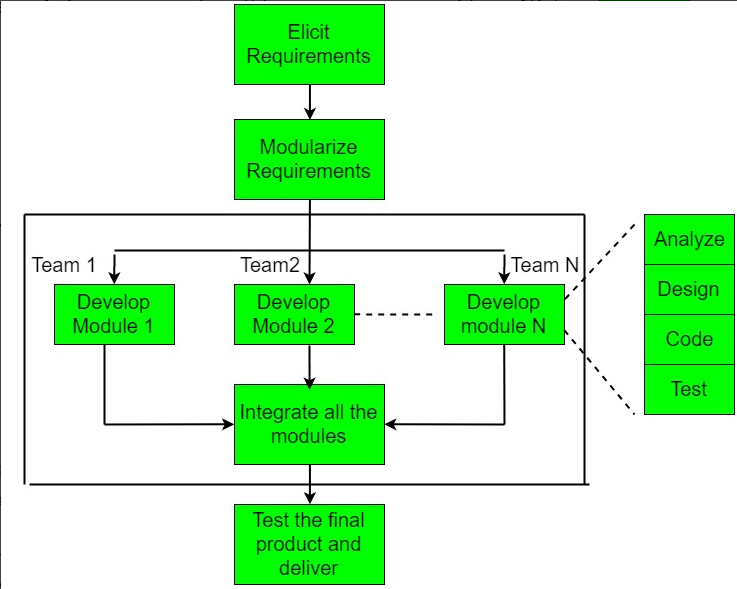 Elicit
Requirements
Modularize
Requirements
Team 1
Team2
Team N
Develop
Module 1
Develop
Module 2
Develop
module N
Analyze
Design
Code
Test
Integrate all the
modules
Test the final
product and
deliver